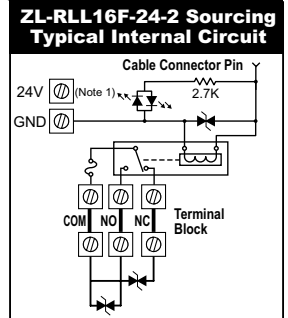 ZL-RLL16F-24-2 Sourcing
Typical Internal Circuit
Cable Connector Pin
24V (Note 1)
2.7K
GND
COM NO NC Terminal
Block